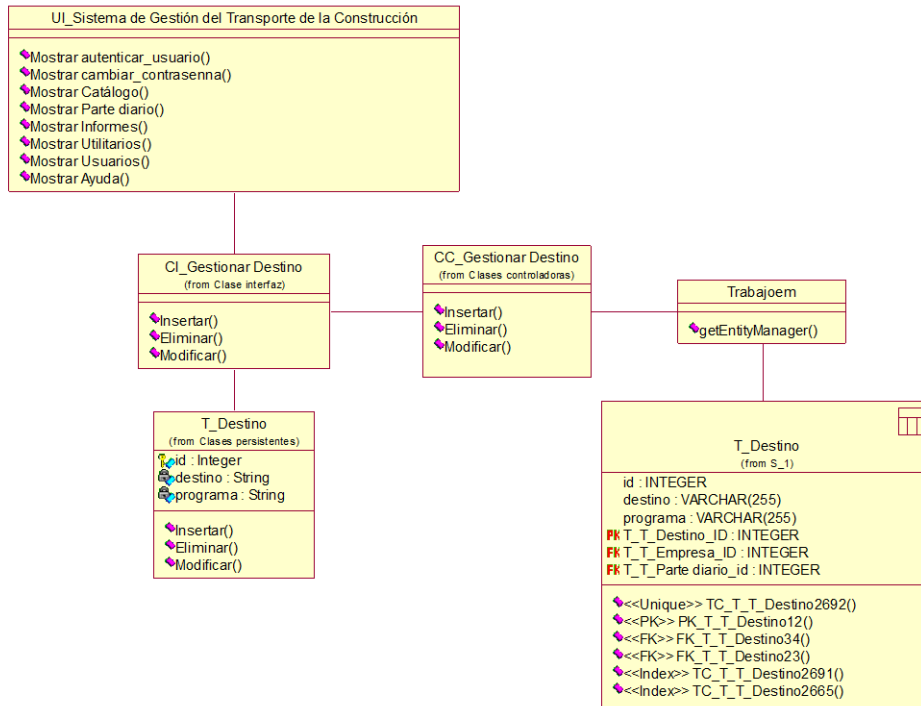 UI_Sistema de Gestión del Transporte de la Construcción
Mostrar autenticar_usuario()
Mostrar cambiar_contrasenna()
Mostrar Catálogo()
Mostrar Parte diario()
Mostrar Informes()
Mostrar Utilitarios()
Mostrar Usuarios()
Mostrar Ayuda()
CI_Gestionar Destino
(from Clase interfaz)
Insertar()
Eliminar()
Modificar()
CC_Gestionar Destino
(from Clases controladoras)
Insertar()
Eliminar()
Modificar()
Trabajoem
getEntityManager()
T_Destino
(from Clases persistentes)
id : Integer
destino : String
programa : String
Insertar()
Eliminar()
Modificar()
T_Destino
(from S_1)
id : INTEGER
destino : VARCHAR(255)
programa : VARCHAR(255)
PK T_T_Destino_ID : INTEGER
FK T_T_Empresa_ID : INTEGER
FK T_T_Parte diario_id : INTEGER
<<Unique>> TC_T_T_Destino2692()
<<PK>> PK_T_T_Destino12()
<<FK>> FK_T_T_Destino34()
<<FK>> FK_T_T_Destino23()
<<Index>> TC_T_T_Destino2691()
<<Index>> TC_T_T_Destino2665()